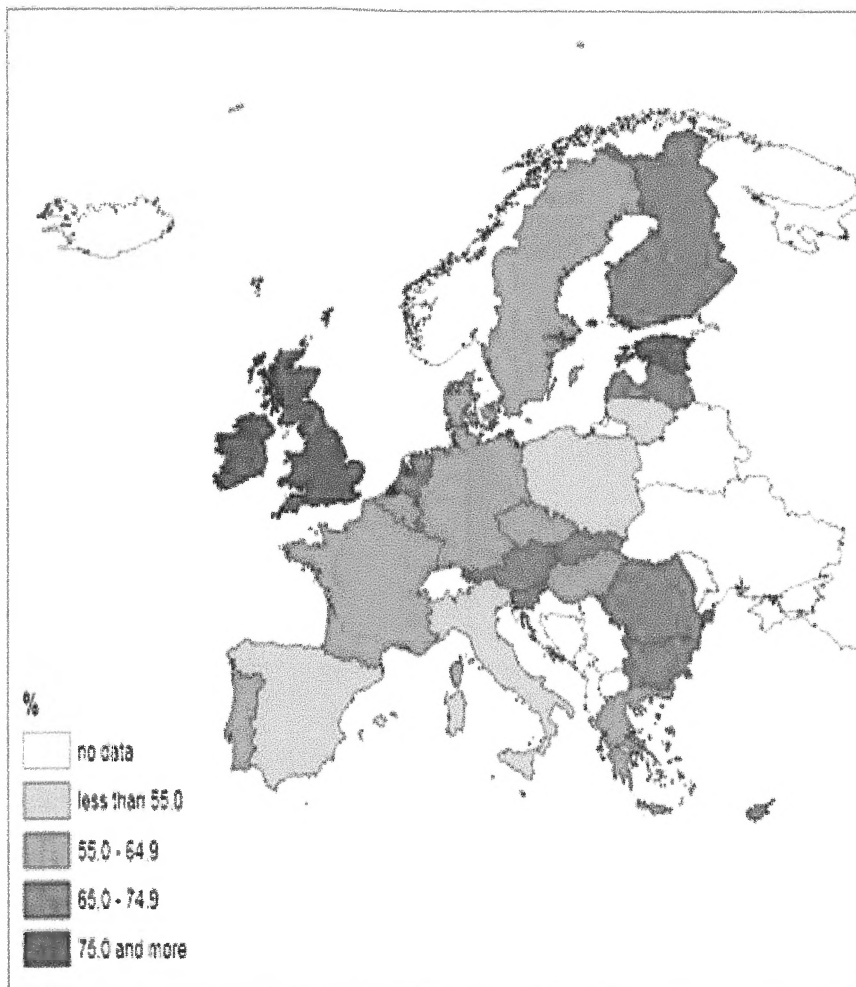 %
no data
less than 55.0
55.0 - 64.9
65.0 - 74.9
75.0 and more